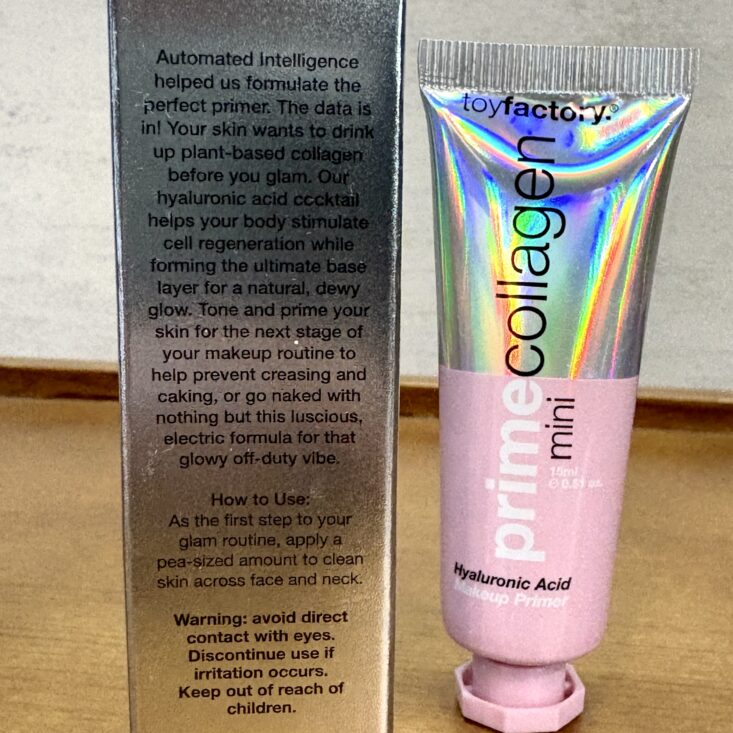 Automated Intelligence
helped us formulate the
perfect primer. The data is
in! Your skin wants to drink
up plant-based collagen
before you glam. Our
hyaluronic acid cocktail
helps your body stimulate
cell regeneration while
forming the ultimate base
layer for a natural, dewy
glow. Tone and prime your
skin for the next stage of
your makeup routine to
help prevent creasing and
caking, or go naked with
nothing but this luscious,
electric formula for that
glowy off-duty vibe.
How to Use:
As the first step to your
glam routine, apply a
pea-sized amount to clean
skin across face and neck.
Warning: avoid direct
contact with eyes.
Discontinue use if
irritation occurs.
Keep out of reach of
children.
toyfactory.®
primecollagen
mini
15ml
℮ 0.51 oz.
Hyaluronic Acid
Makeup Primer